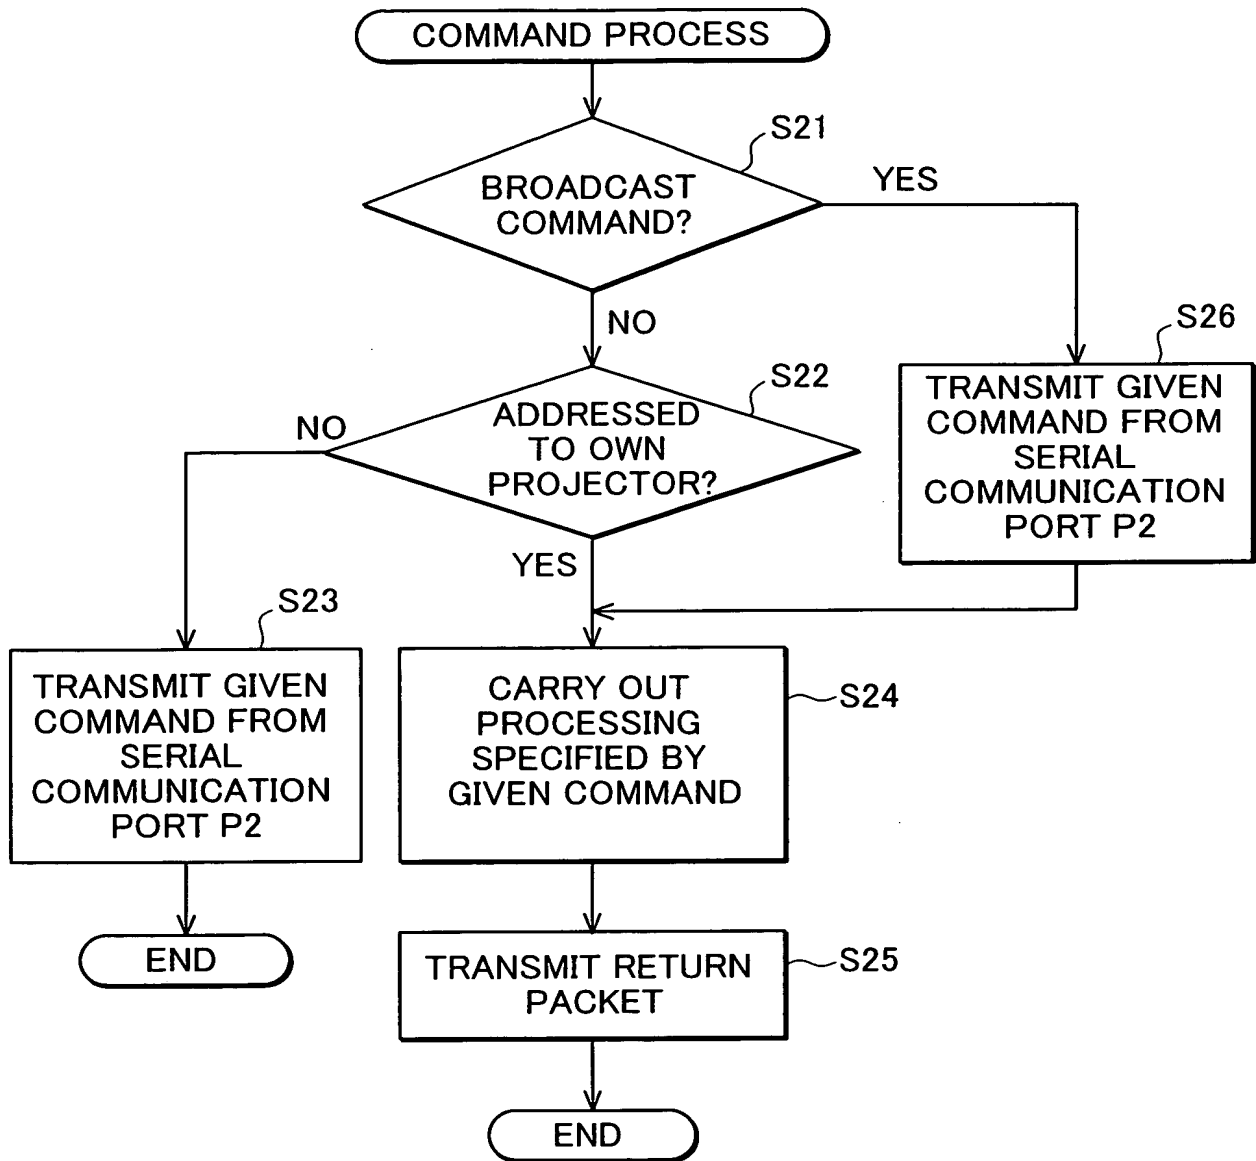 COMMAND PROCESS
S21
BROADCAST
COMMAND?
YES
NO
S26
TRANSMIT GIVEN
COMMAND FROM
SERIAL
COMMUNICATION
PORT P2
S22
ADDRESSED
TO OWN
PROJECTOR?
NO
YES
S23
TRANSMIT GIVEN
COMMAND FROM
SERIAL
COMMUNICATION
PORT P2
END
S24
CARRY OUT
PROCESSING
SPECIFIED BY
GIVEN COMMAND
S25
TRANSMIT RETURN
PACKET
END